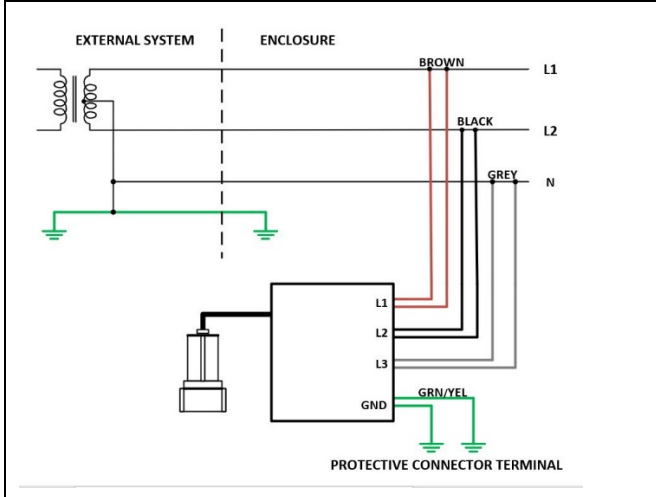 EXTERNAL SYSTEM
ENCLOSURE
BROWN
L1
BLACK
L2
GREY
N
L1
L2
L3
GRN/YEL
GND
PROTECTIVE CONNECTOR TERMINAL